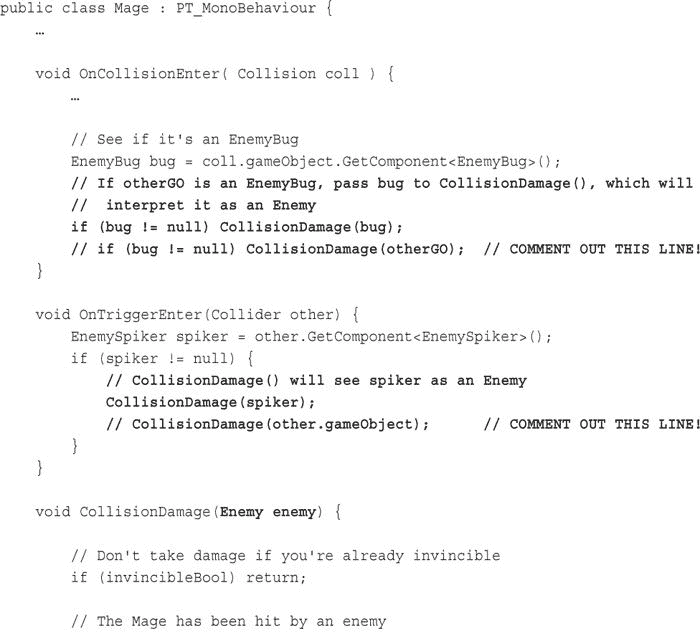 public class Mage : PT_MonoBehaviour {
…
void OnCollisionEnter( Collision coll ) {
…
// See if it's an EnemyBug
EnemyBug bug = coll.gameObject.GetComponent<EnemyBug>();
// If otherGO is an EnemyBug, pass bug to CollisionDamage(), which will
//  interpret it as an Enemy
if (bug != null) CollisionDamage(bug);
// if (bug != null) CollisionDamage(otherGO);  // COMMENT OUT THIS LINE!
}
void OnTriggerEnter(Collider other) {
EnemySpiker spiker = other.GetComponent<EnemySpiker>();
if (spiker != null) {
// CollisionDamage() will see spiker as an Enemy
CollisionDamage(spiker);
// CollisionDamage(other.gameObject);      // COMMENT OUT THIS LINE!
}
}
void CollisionDamage(Enemy enemy) {
// Don't take damage if you're already invincible
if (invincibleBool) return;
// The Mage has been hit by an enemy